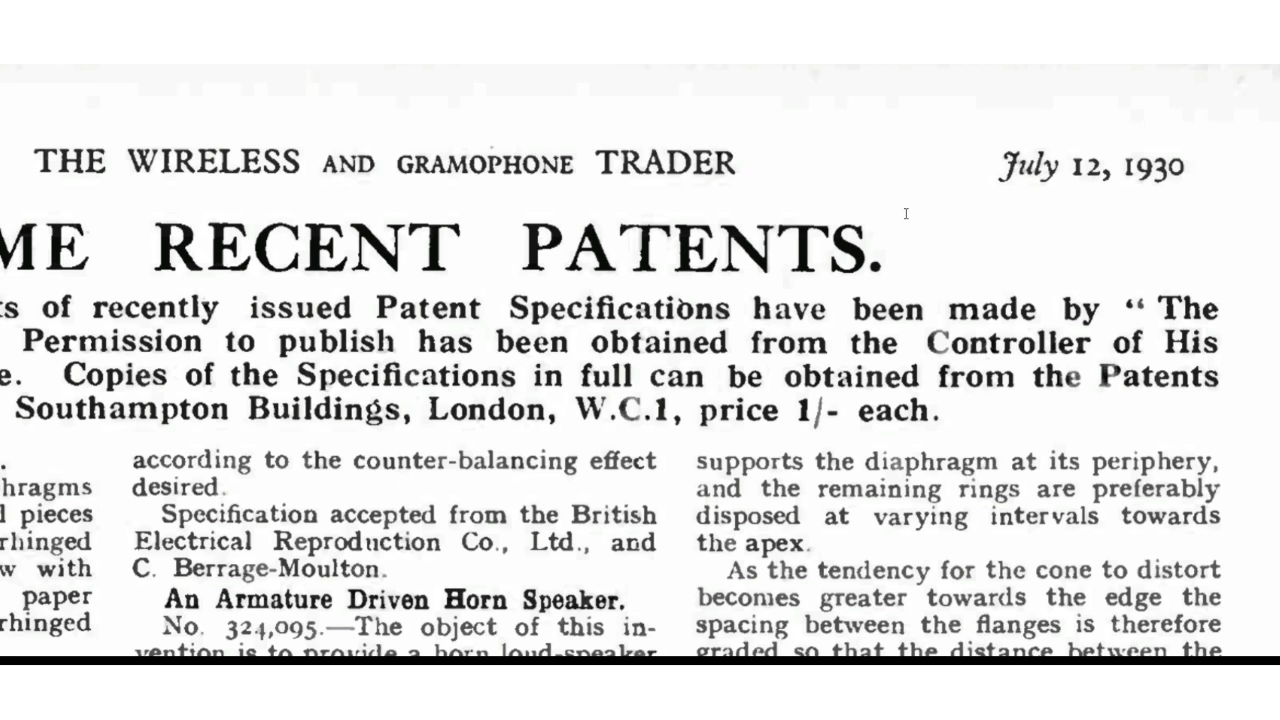 THE WIRELESS AND GRAMOPHONE TRADER July 12, 1930
ME RECENT PATENTS.
ts of recently issued Patent Specifications have been made by “ The
Permission to publish has been obtained from the Controller of His
e. Copies of the Specifications in full can be obtained from the Patents
Southampton Buildings, London, W.C.1, price 1/- each.
.
hragms
l pieces
rhinged
w with
paper
rhinged
according to the counter-balancing effect
desired.
Specification accepted from the British
Electrical Reproduction Co., Ltd., and
C. Berrage-Moulton.
An Armature Driven Horn Speaker.
No. 324,095.—The object of this in-
vention is to provide a horn loud-speaker
supports the diaphragm at its periphery,
and the remaining rings are preferably
disposed at varying intervals towards
the apex.
As the tendency for the cone to distort
becomes greater towards the edge the
spacing between the flanges is therefore
graded so that the distance between the